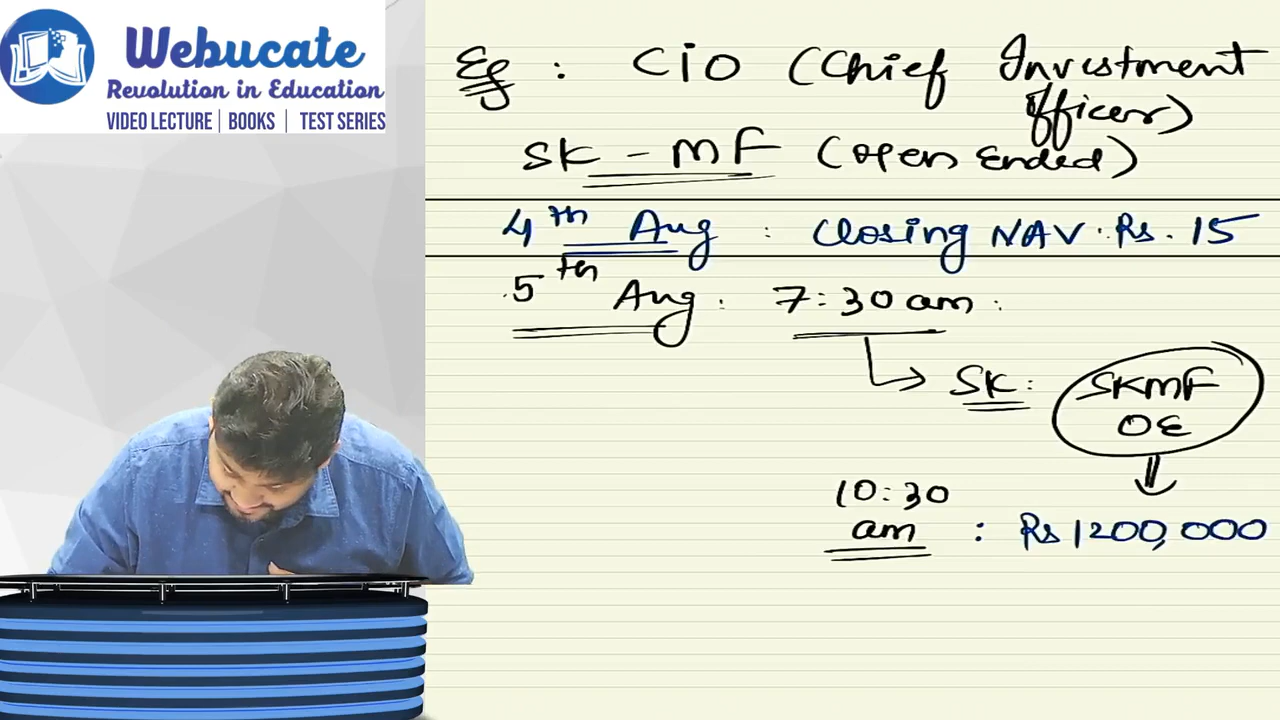 Webucate
Revolution in Education
VIDEO LECTURE | BOOKS | TEST SERIES
Eg : CiO (Chief Investment
Officer)
SK - MF (Open Ended)
4th Aug : Closing NAV. Rs. 15
5th Aug : 7:30 am :
SK : SKMF
OE
10:30
am : Rs 1200,000